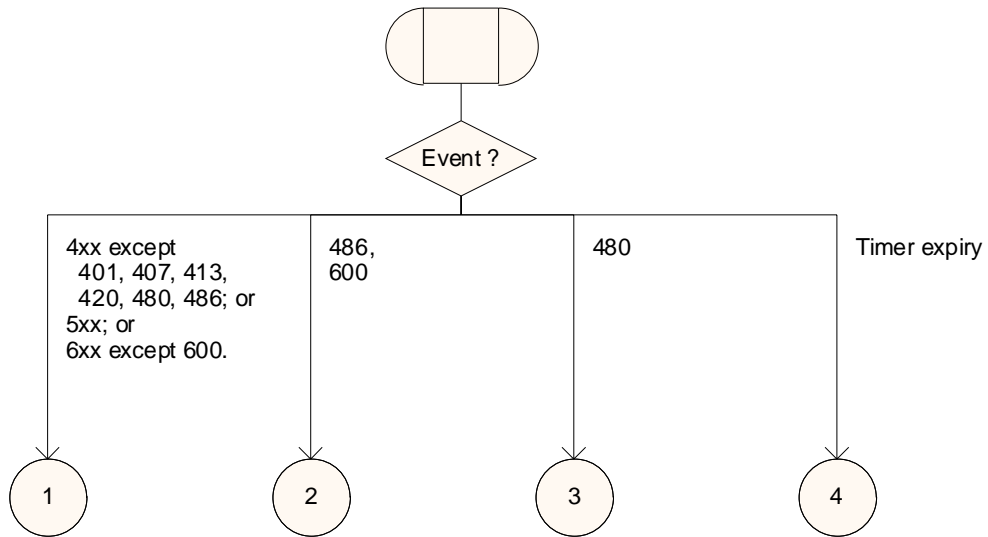 Event ?
4xx except
401, 407, 413,
420, 480, 486; or
5xx; or
6xx except 600.
486,
600
480
Timer expiry
1
2
3
4